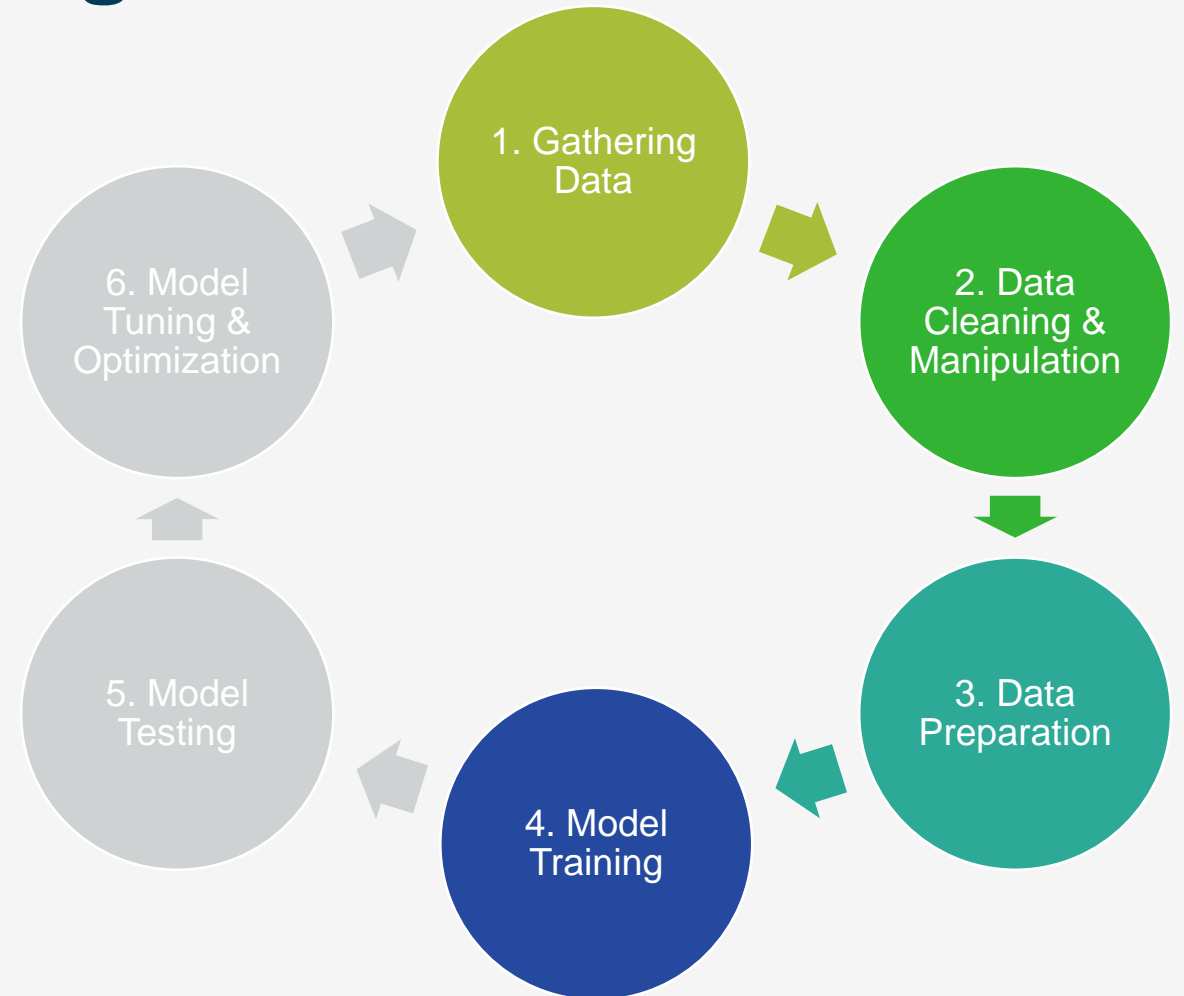 1. Gathering
Data
2. Data
Cleaning &
Manipulation
3. Data
Preparation
4. Model
Training
5. Model
Testing
6. Model
Tuning &
Optimization